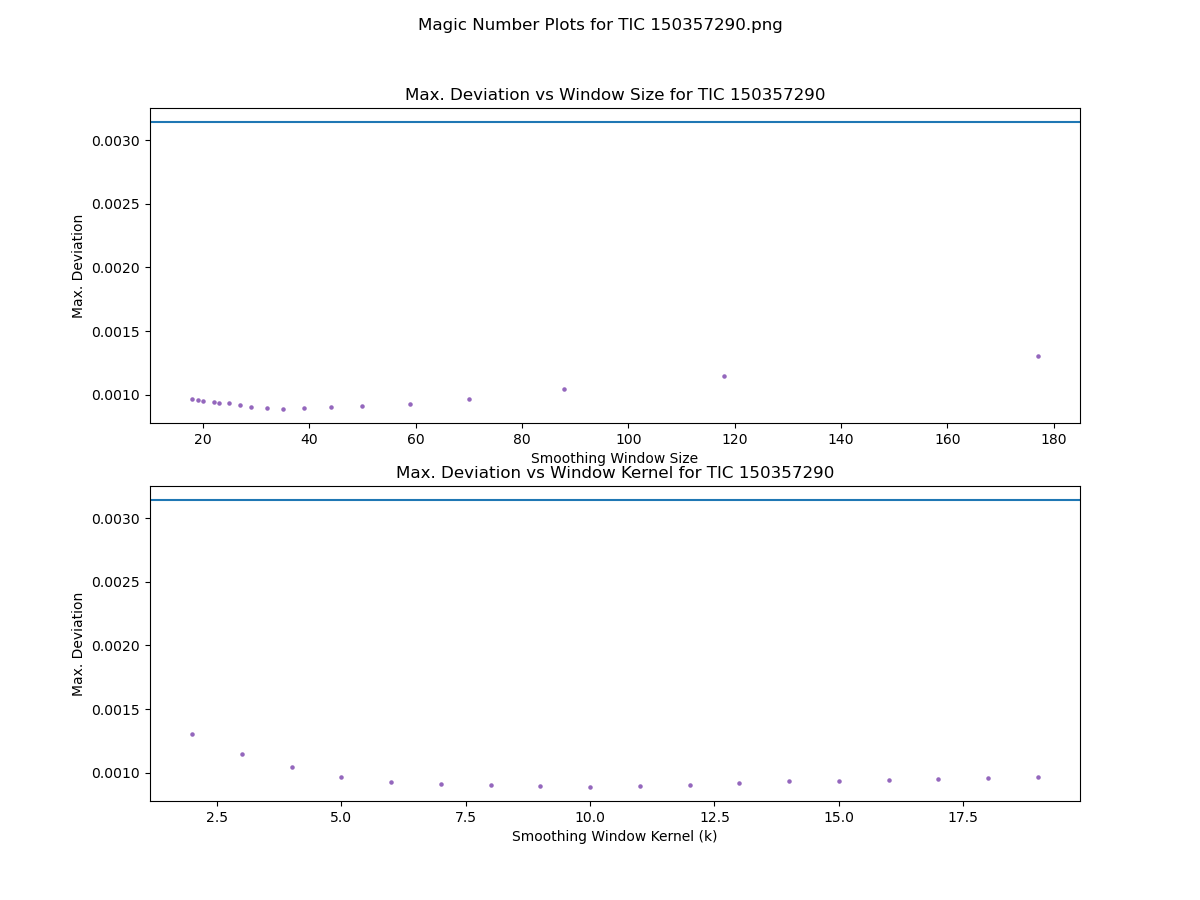 Magic Number Plots for TIC 150357290.png
Max. Deviation vs Window Size for TIC 150357290
0.0030
0.0025
0.0020
0.0015
0.0010
Max. Deviation
20 40 60 80 100 120 140 160 180
Smoothing Window Size
Max. Deviation vs Window Kernel for TIC 150357290
0.0030
0.0025
0.0020
0.0015
0.0010
Max. Deviation
2.5 5.0 7.5 10.0 12.5 15.0 17.5
Smoothing Window Kernel (k)